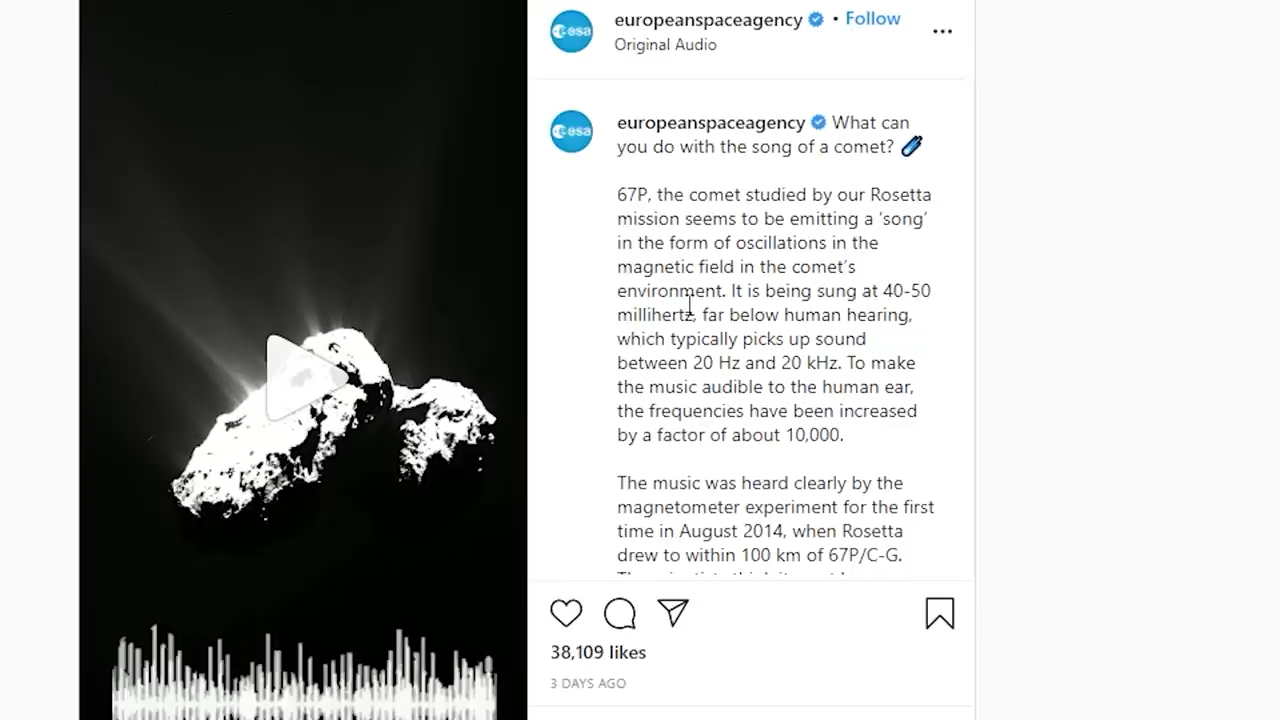 europeanspaceagency • Follow
Original Audio
esa
esa
europeanspaceagency What can
you do with the song of a comet?
67P, the comet studied by our Rosetta
mission seems to be emitting a ‘song’
in the form of oscillations in the
magnetic field in the comet’s
environment. It is being sung at 40-50
millihertz, far below human hearing,
which typically picks up sound
between 20 Hz and 20 kHz. To make
the music audible to the human ear,
the frequencies have been increased
by a factor of about 10,000.
The music was heard clearly by the
magnetometer experiment for the first
time in August 2014, when Rosetta
drew to within 100 km of 67P/C-G.
38,109 likes
3 DAYS AGO